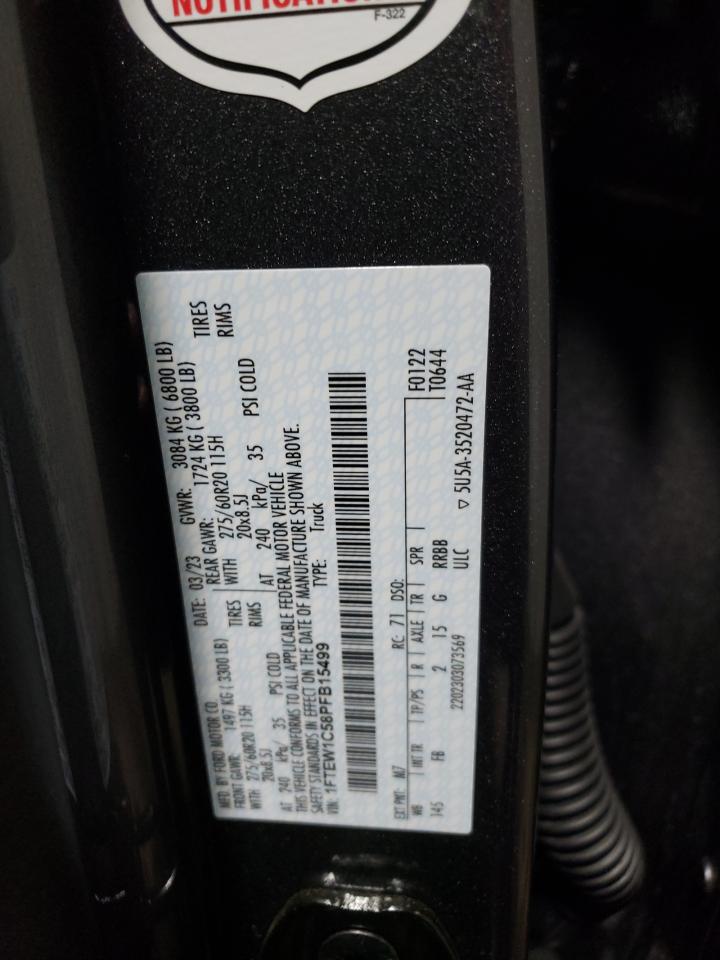 NOTIFICATION
F-322
MFD. BY FORD MOTOR CO.
DATE: 03/23 GVWR: 3084 KG ( 6800 LB)
FRONT GAWR: 1497 KG ( 3300 LB) REAR GAWR: 1724 KG ( 3800 LB)
WITH 275/60R20 115H TIRES WITH 275/60R20 115H TIRES
20x8.5J RIMS 20x8.5J RIMS
AT 240 kPa/ 35 PSI COLD AT 240 kPa/ 35 PSI COLD
THIS VEHICLE CONFORMS TO ALL APPLICABLE FEDERAL MOTOR VEHICLE
SAFETY STANDARDS IN EFFECT ON THE DATE OF MANUFACTURE SHOWN ABOVE.
VIN: 1FTEW1C58PFB15499 TYPE: Truck
EXT PNT: M7 RC: 71 DSO: F0122
WB INT TR TP/PS R AXLE TR SPR T0644
145 FB 2 15 G RRBB
2202303073569 ULC ▽ 5U5A-3520472-AA